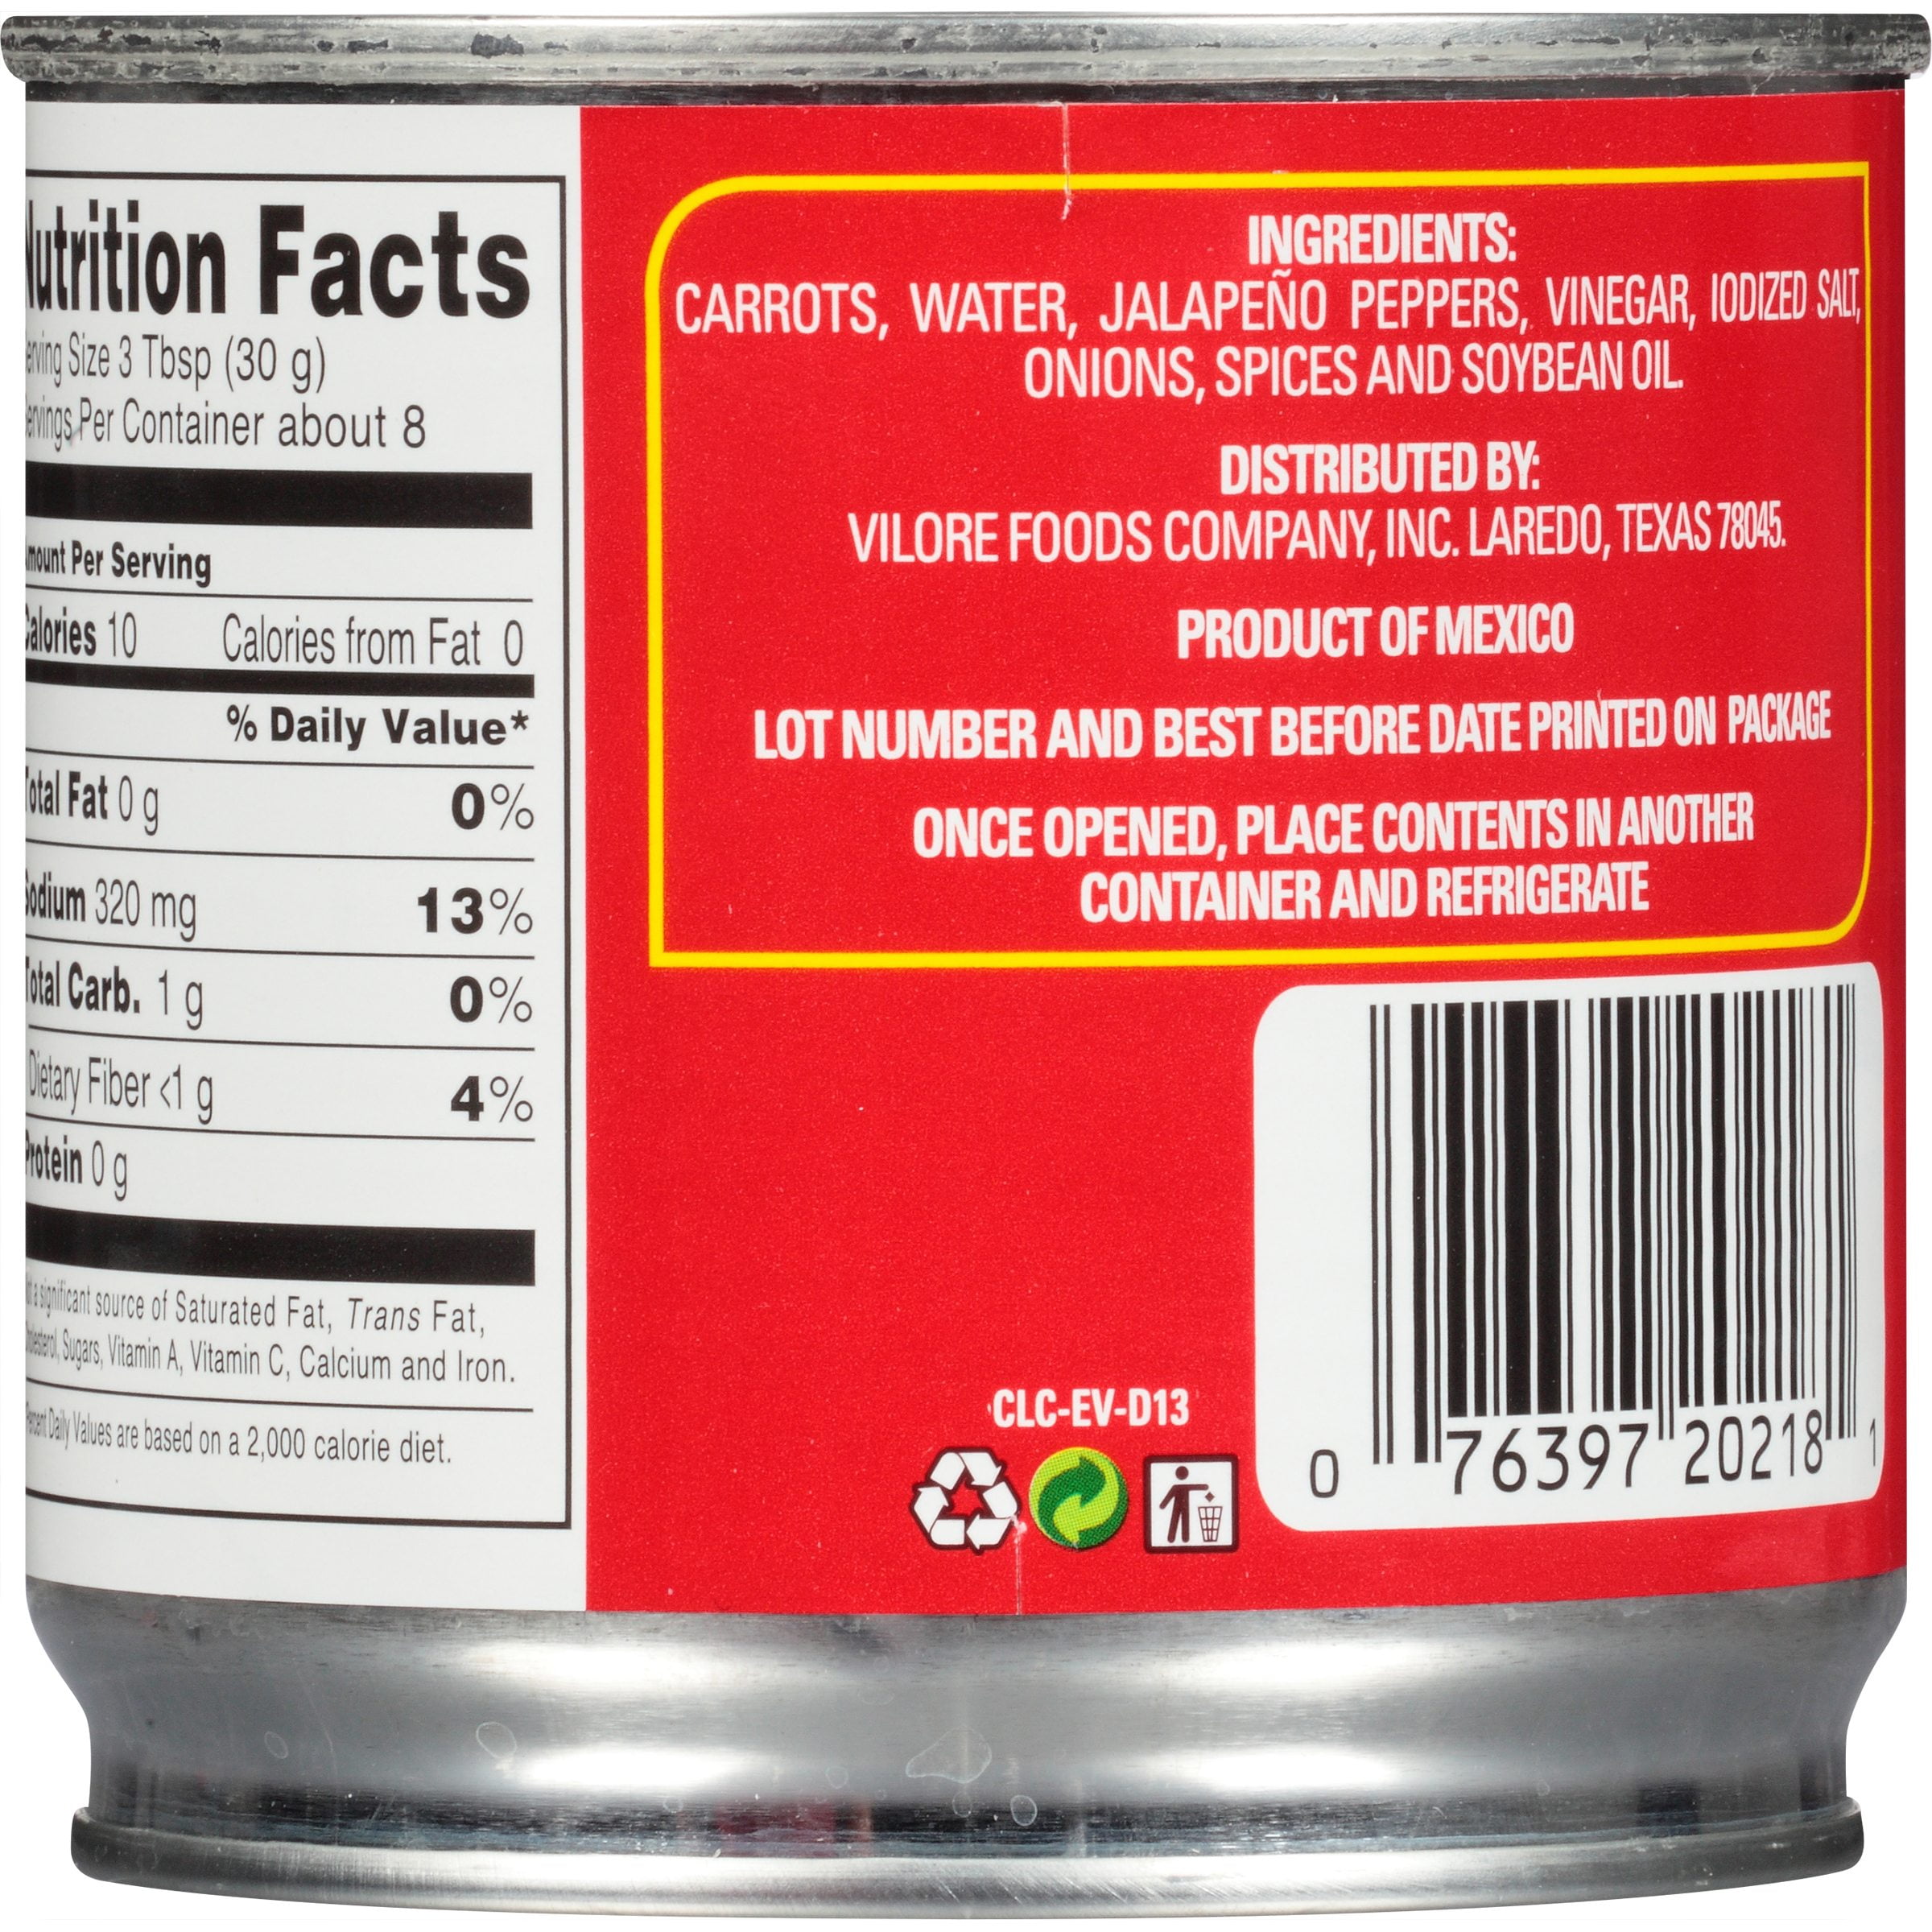 Nutrition Facts
Serving Size 3 Tbsp (30 g)
Servings Per Container about 8
Amount Per Serving
Calories 10 Calories from Fat 0
% Daily Value*
Total Fat 0 g 0%
Sodium 320 mg 13%
Total Carb. 1 g 0%
Dietary Fiber <1 g 4%
Protein 0 g
a significant source of Saturated Fat, Trans Fat,
Cholesterol, Sugars, Vitamin A, Vitamin C, Calcium and Iron.
Percent Daily Values are based on a 2,000 calorie diet.
INGREDIENTS:
CARROTS, WATER, JALAPEÑO PEPPERS, VINEGAR, IODIZED SALT,
ONIONS, SPICES AND SOYBEAN OIL.
DISTRIBUTED BY:
VILORE FOODS COMPANY, INC. LAREDO, TEXAS 78045.
PRODUCT OF MEXICO
LOT NUMBER AND BEST BEFORE DATE PRINTED ON PACKAGE
ONCE OPENED, PLACE CONTENTS IN ANOTHER
CONTAINER AND REFRIGERATE
CLC-EV-D13
0 76397 20218 1